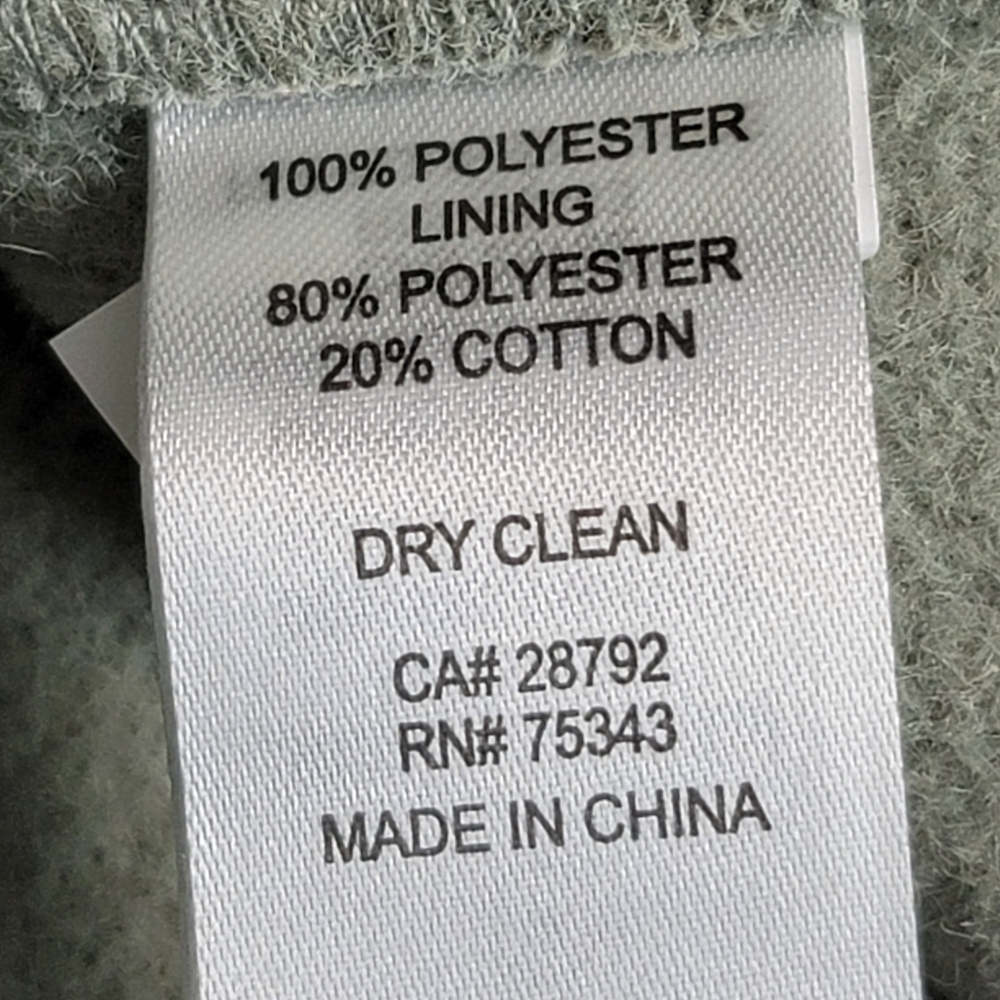 100% POLYESTER
LINING
80% POLYESTER
20% COTTON
DRY CLEAN
CA# 28792
RN# 75343
MADE IN CHINA